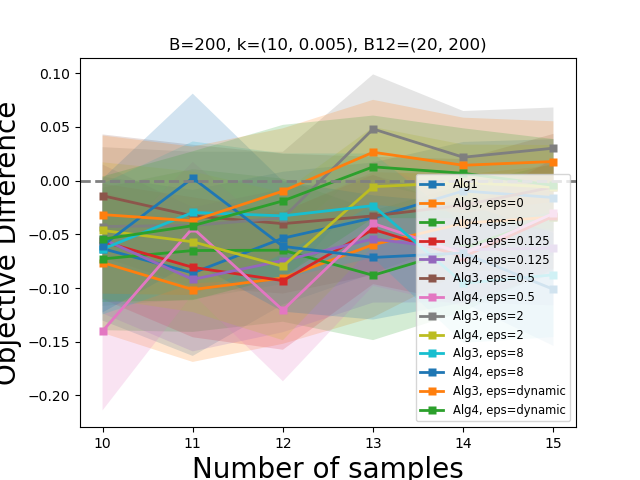 B=200, k=(10, 0.005), B12=(20, 200)
Objective Difference
0.10
0.05
0.00
−0.05
−0.10
−0.15
−0.20
10
11
12
13
14
15
Number of samples
Alg1
Alg3, eps=0
Alg4, eps=0
Alg3, eps=0.125
Alg4, eps=0.125
Alg3, eps=0.5
Alg4, eps=0.5
Alg3, eps=2
Alg4, eps=2
Alg3, eps=8
Alg4, eps=8
Alg3, eps=dynamic
Alg4, eps=dynamic